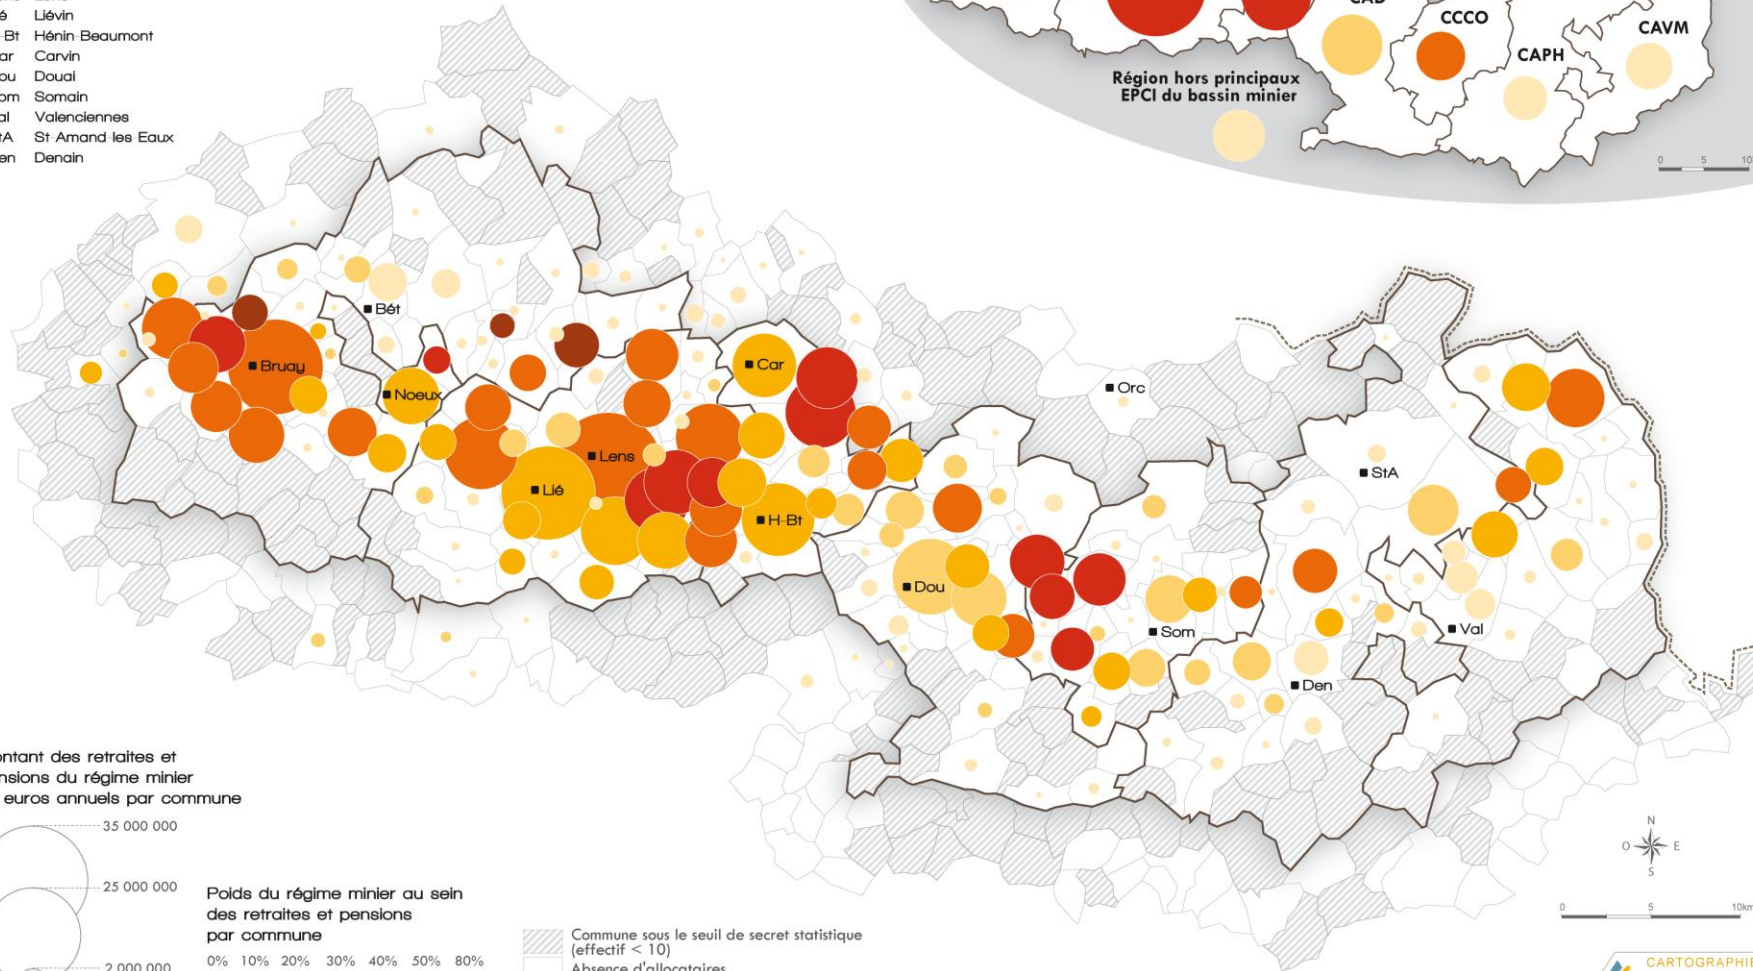 Liévin
Hénin-Beaumont
Carvin
Douai
Somain
Valenciennes
St-Amand-les-Eaux
Denain
CCCO
CAPH
CAVM
Région hors principaux
EPCI du bassin minier
0 5 10
Bét
Bruay
Noeux
Car
Lens
Lié
H-Bt
Orc
StA
Dou
Som
Val
Den
retraites et
du régime minier
euros annuels par commune
35 000 000
25 000 000
2 000 000
Poids du régime minier au sein
des retraites et pensions
par commune
0% 10% 20% 30% 40% 50% 80%
Commune sous le seuil de secret statistique
(effectif < 10)
Absence d'allocataires
N
O E
S
0 5 10km
CARTOGRAPHIE